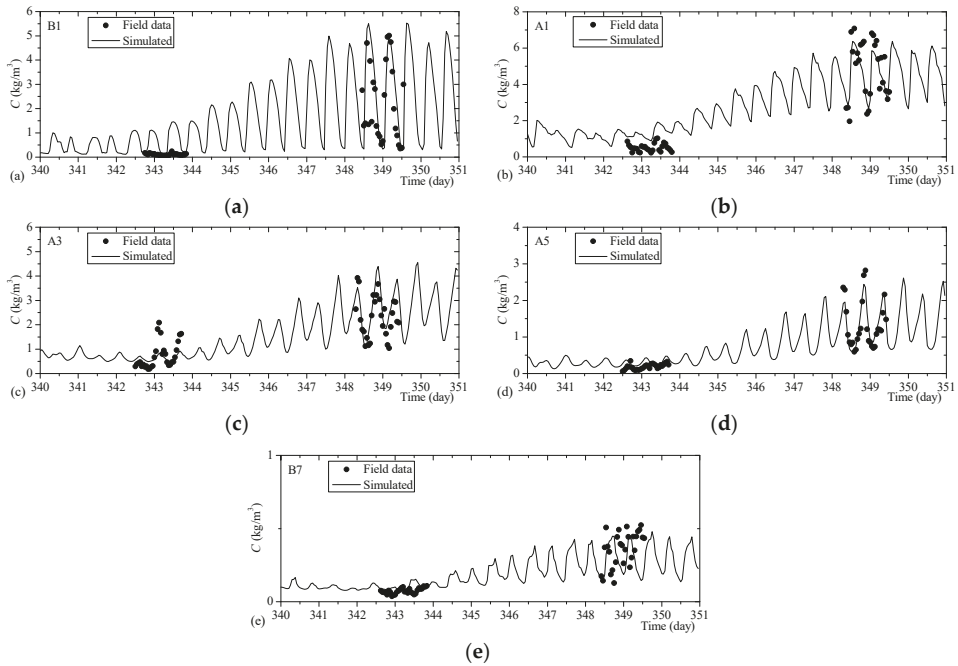 B1
Field data
Simulated
C (kg/m³)
6
5
4
3
2
1
0
340 341 342 343 344 345 346 347 348 349 350 351
Time (day)
(a)
(a)
A1
Field data
Simulated
C (kg/m³)
8
6
4
2
0
340 341 342 343 344 345 346 347 348 349 350 351
Time (day)
(b)
(b)
A3
Field data
Simulated
C (kg/m³)
6
5
4
3
2
1
0
340 341 342 343 344 345 346 347 348 349 350 351
Time (day)
(c)
(c)
A5
Field data
Simulated
C (kg/m³)
4
3
2
1
0
340 341 342 343 344 345 346 347 348 349 350 351
Time (day)
(d)
(d)
B7
Field data
Simulated
C (kg/m³)
1
0
340 341 342 343 344 345 346 347 348 349 350 351
Time (day)
(e)
(e)